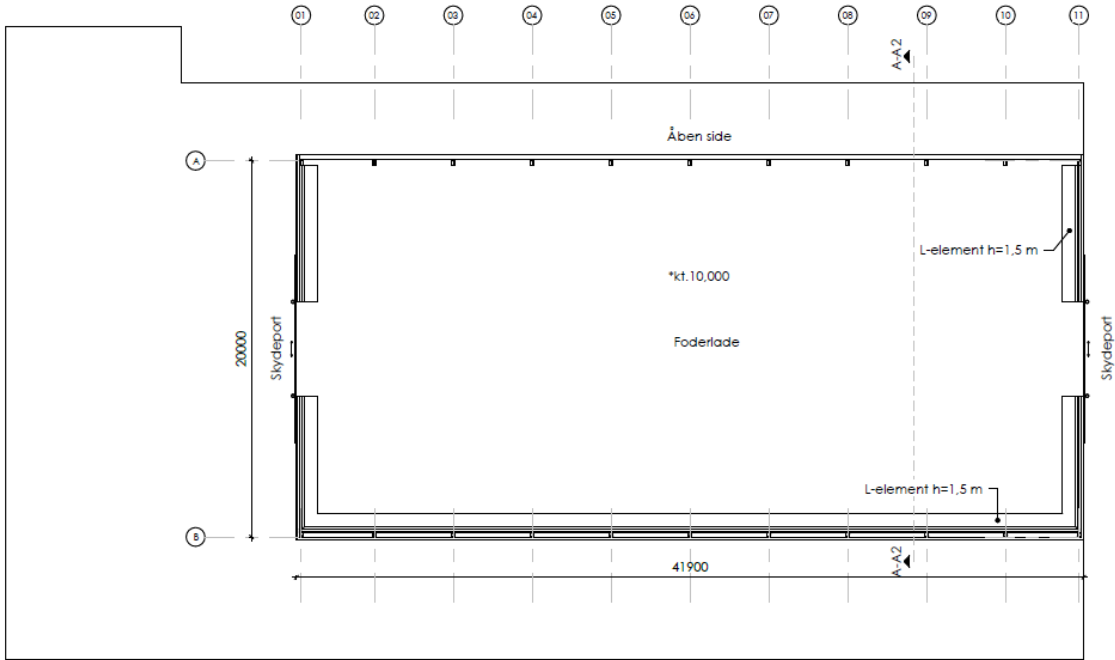 01 02 03 04 05 06 07 08 09 10 11
A-A2
Åben side
A
L-element h=1,5 m
*kt.10,000
Foderlade
20000
Skydeport
Skydeport
L-element h=1,5 m
B
A-A2
41900